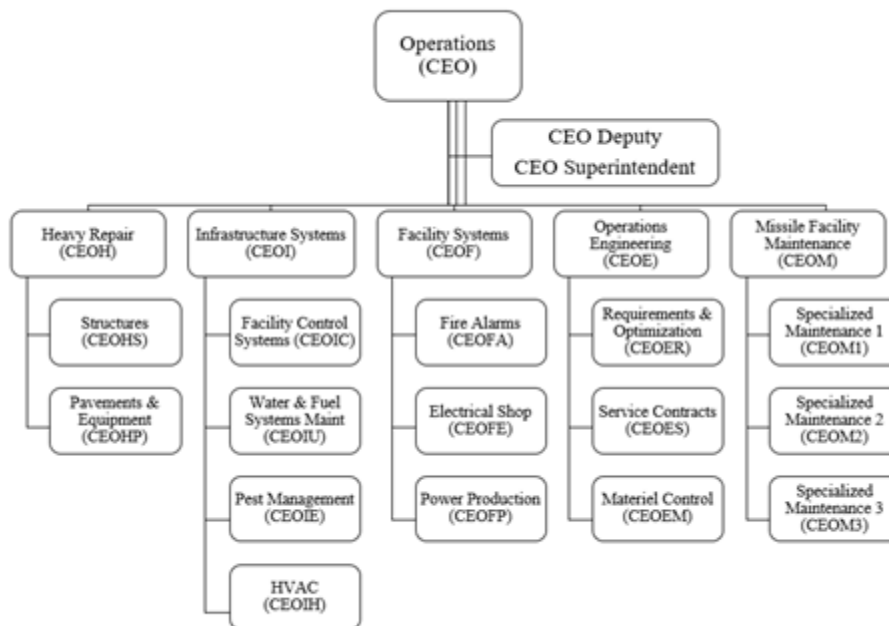 Operations
(CEO)
CEO Deputy
CEO Superintendent
Heavy Repair
(CEOH)
Infrastructure Systems
(CEOI)
Facility Systems
(CEOF)
Operations
Engineering
(CEOE)
Missile Facility
Maintenance
(CEOM)
Structures
(CEOHS)
Facility Control
Systems (CEOIC)
Fire Alarms
(CEOFA)
Requirements &
Optimization
(CEOER)
Specialized
Maintenance 1
(CEOM1)
Pavements &
Equipment
(CEOHP)
Water & Fuel
Systems Maint
(CEOIU)
Electrical Shop
(CEOFE)
Service Contracts
(CEOES)
Specialized
Maintenance 2
(CEOM2)
Pest Management
(CEOIE)
Power Production
(CEOFP)
Materiel Control
(CEOEM)
Specialized
Maintenance 3
(CEOM3)
HVAC
(CEOIH)